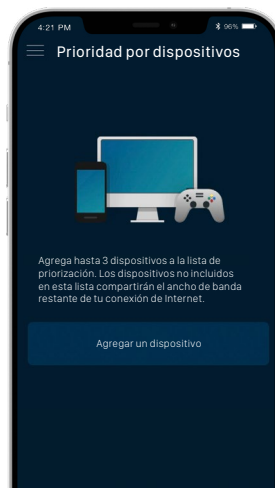 4:21 PM
96%
Prioridad por dispositivos
Agrega hasta 3 dispositivos a la lista de
priorización. Los dispositivos no incluidos
en esta lista compartirán el ancho de banda
restante de tu conexión de Internet.
Agregar un dispositivo